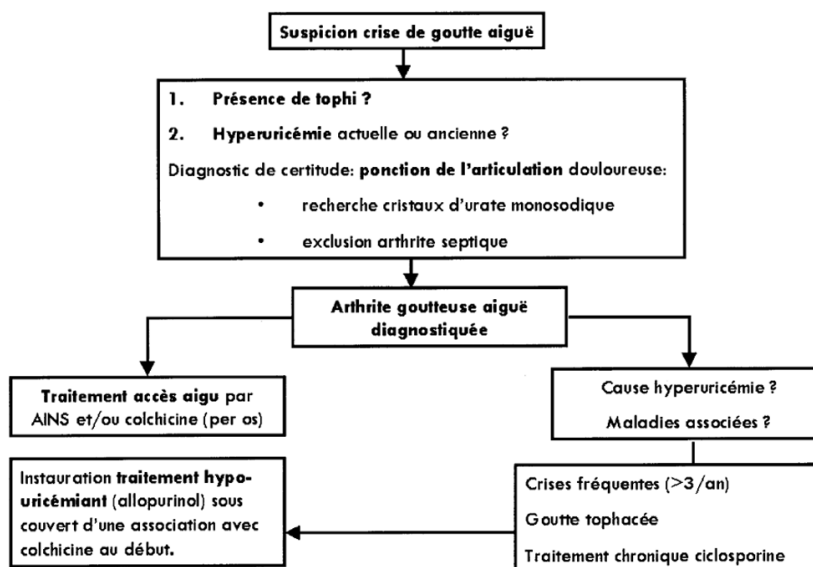 Suspicion crise de goutte aiguë
1. Présence de tophi ?
2. Hyperuricémie actuelle ou ancienne ?
Diagnostic de certitude: ponction de l'articulation douloureuse:
• recherche cristaux d'urate monosodique
• exclusion arthrite septique
Arthrite goutteuse aiguë
diagnostiquée
Traitement accès aigu par
AINS et/ou colchicine (per os)
Cause hyperuricémie ?
Maladies associées ?
Instauration traitement hypo-
uricémiant (allopurinol) sous
couvert d'une association avec
colchicine au début.
Crises fréquentes (>3/an)
Goutte tophacée
Traitement chronique ciclosporine